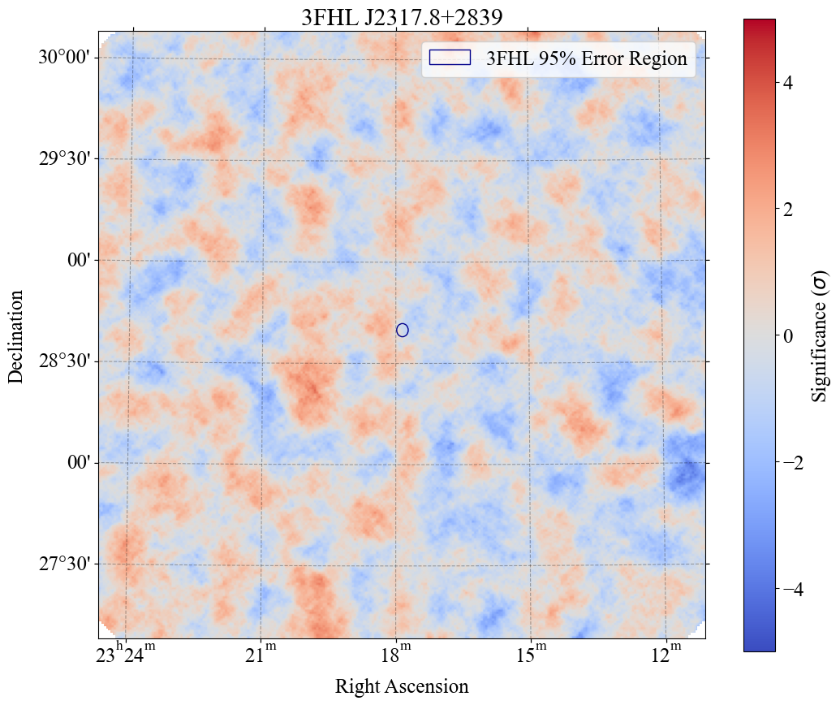 3FHL J2317.8+2839
3FHL 95% Error Region
30°00'
29°30'
00'
28°30'
00'
27°30'
Declination
23ʰ24ᵐ
21ᵐ
18ᵐ
15ᵐ
12ᵐ
Right Ascension
4
2
0
−2
−4
Significance (σ)